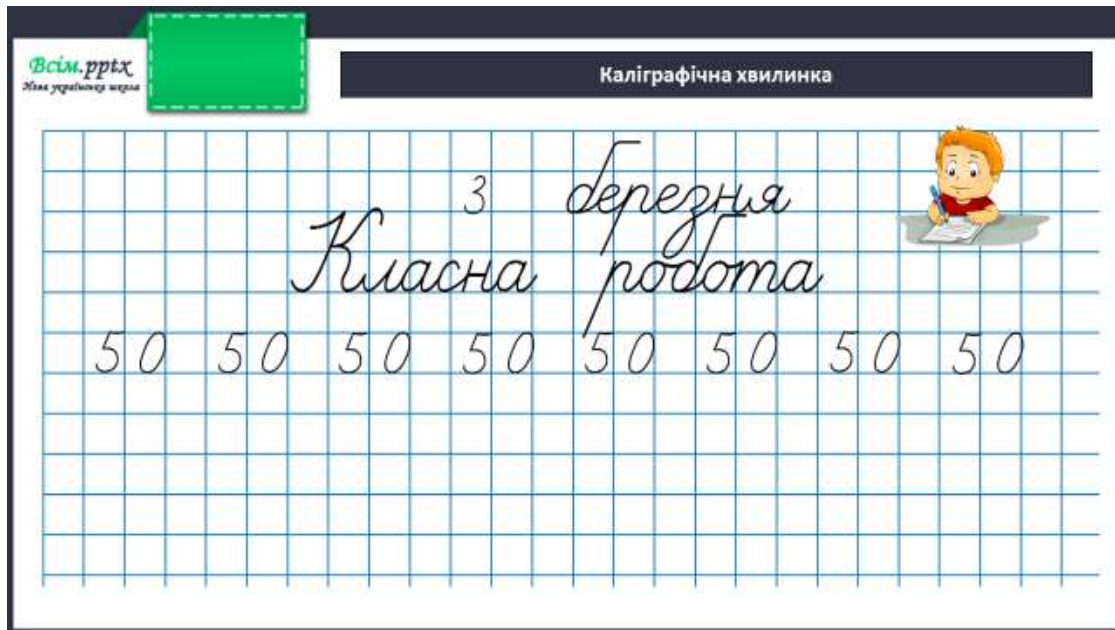 Всім.pptx
Нова українська школа
Каліграфічна хвилинка
3 березня
Класна робота
50 50 50 50 50 50 50 50